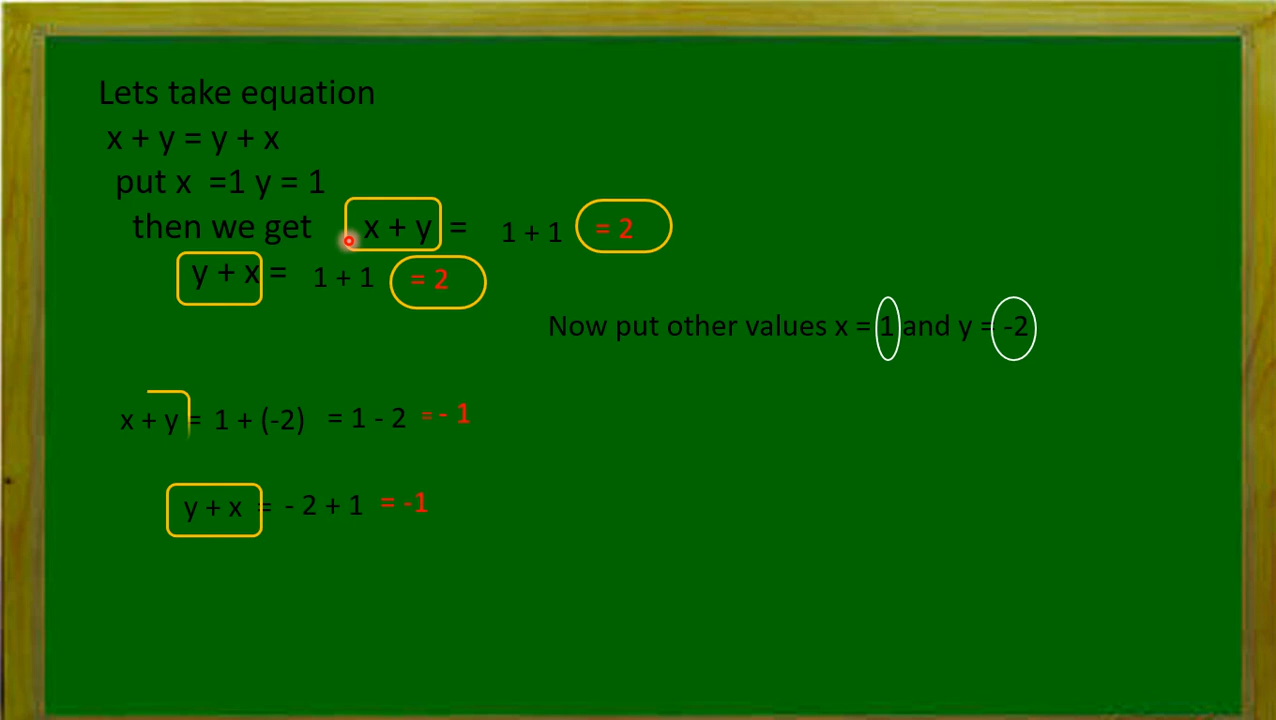 Lets take equation
x + y = y + x
put x =1 y = 1
then we get x + y = 1 + 1 = 2
y + x = 1 + 1 = 2
Now put other values x = 1 and y = -2
x + y = 1 + (-2) = 1 - 2 = - 1
y + x = - 2 + 1 = -1